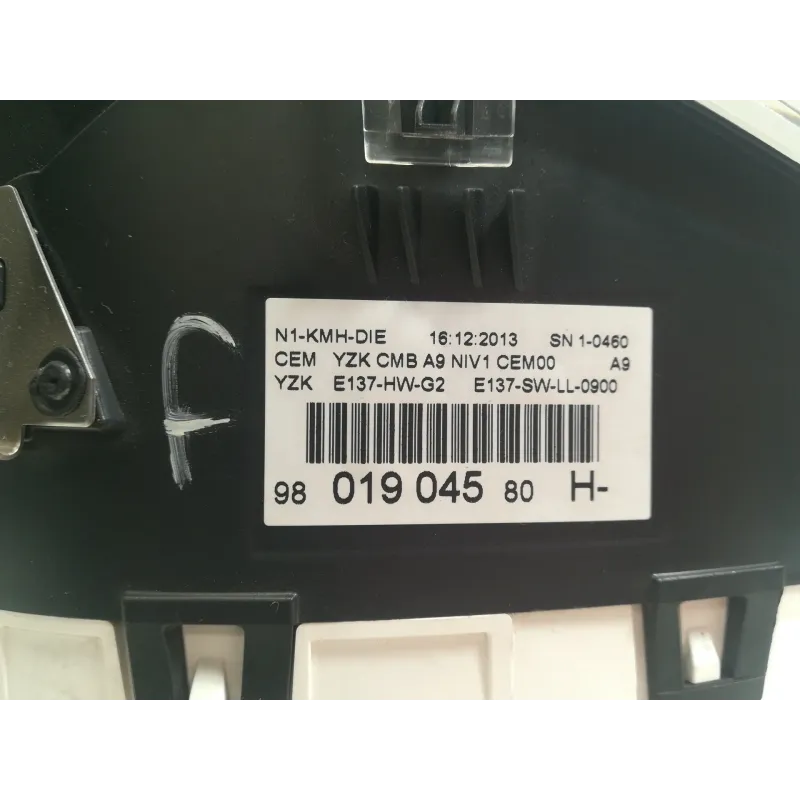 N1-KMH-DIE 16:12:2013 SN 1-0460
CEM YZK CMB A9 NIV1 CEM00 A9
YZK E137-HW-G2 E137-SW-LL-0900
98 019 045 80 H-
F